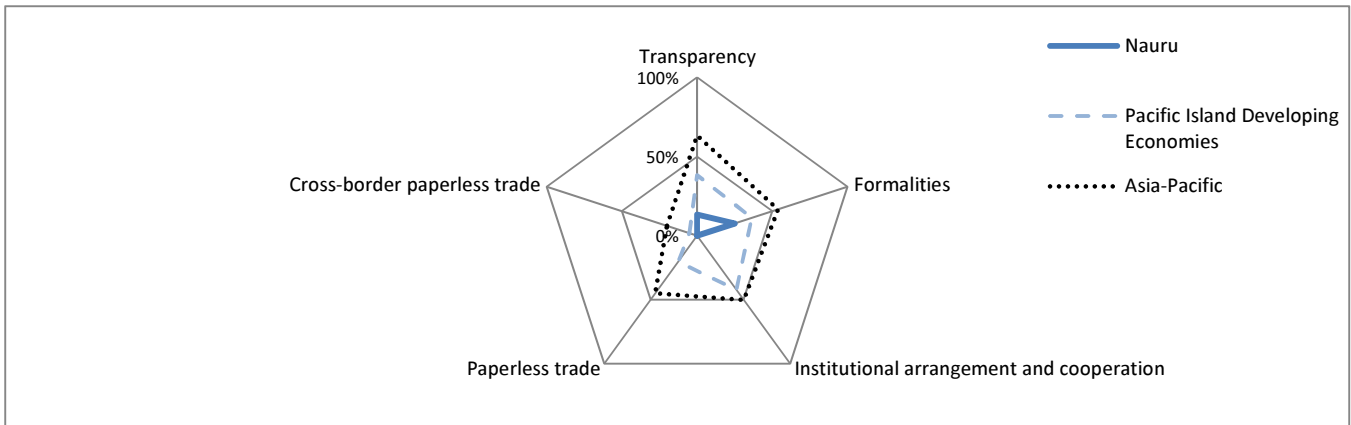 Transparency
100%
50%
0%
Cross-border paperless trade
Formalities
Paperless trade
Institutional arrangement and cooperation
Nauru
Pacific Island Developing
Economies
Asia-Pacific